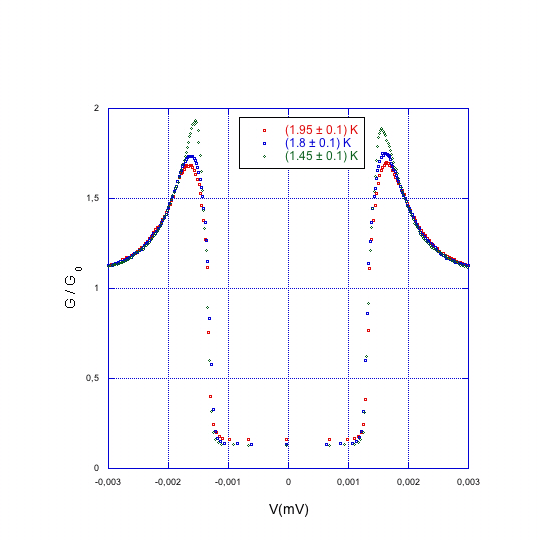 (1.95 ± 0.1) K
(1.8 ± 0.1) K
(1.45 ± 0.1) K
2
1,5
1
0,5
0
G / G₀
-0,003 -0,002 -0,001 0 0,001 0,002 0,003
V(mV)